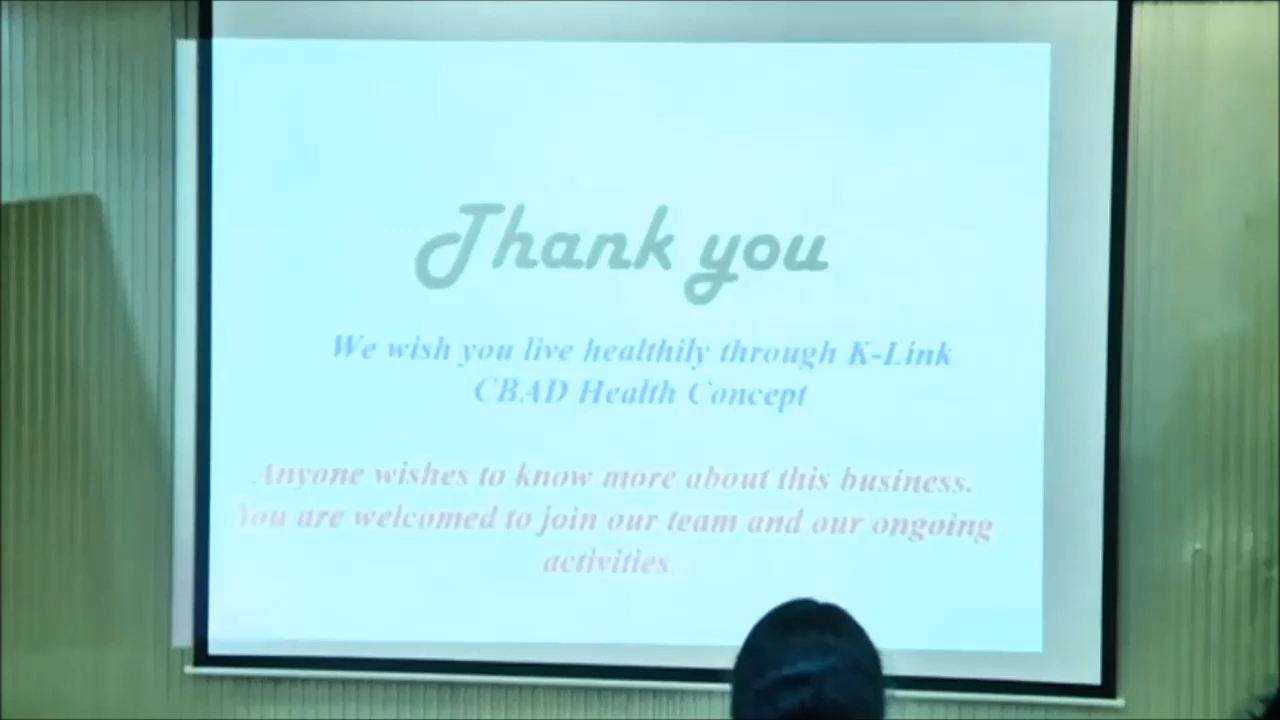 Thank you
We wish you live healthily through K-Link
CBAD Health Concept
Anyone wishes to know more about this business.
You are welcomed to join our team and our ongoing
activities